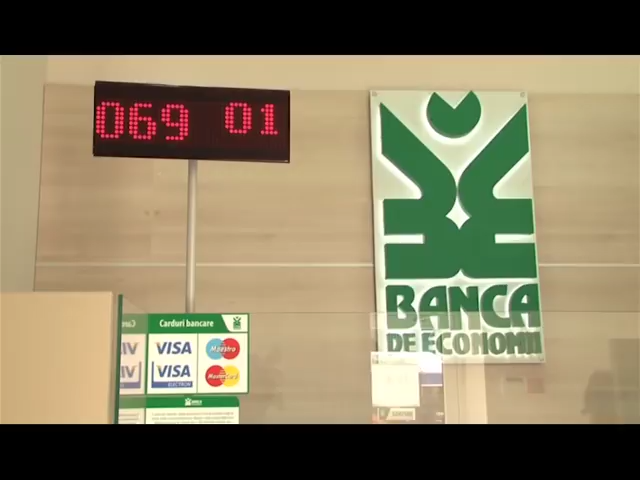 069 01
BANCA
DE ECONOMII
Carduri bancare
VISA
Maestro
VISA
ELECTRON
MasterCard